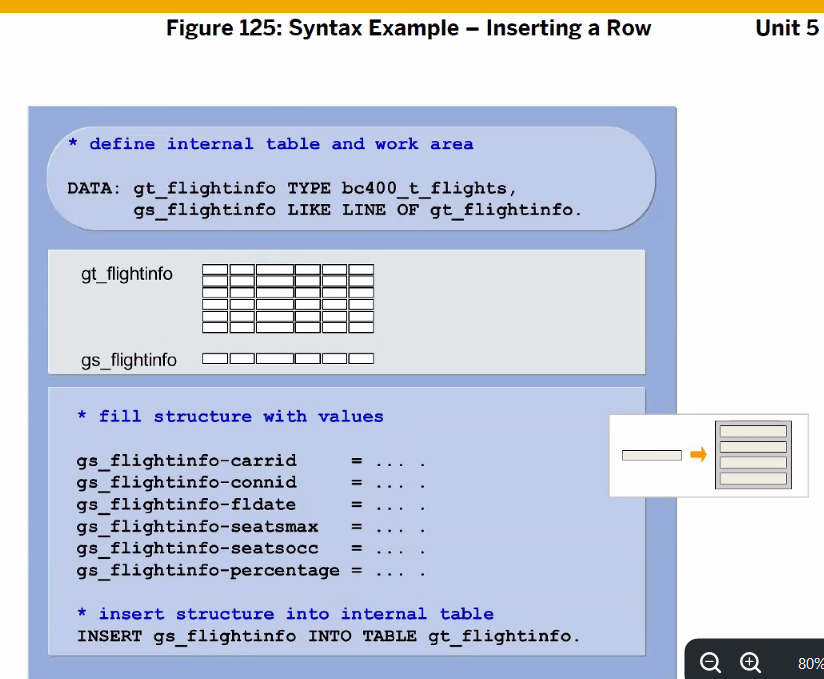 Figure 125: Syntax Example – Inserting a Row
Unit 5
* define internal table and work area
DATA: gt_flightinfo TYPE bc400_t_flights,
gs_flightinfo LIKE LINE OF gt_flightinfo.
gt_flightinfo
gs_flightinfo
* fill structure with values
gs_flightinfo-carrid = ... .
gs_flightinfo-connid = ... .
gs_flightinfo-fldate = ... .
gs_flightinfo-seatsmax = ... .
gs_flightinfo-seatsocc = ... .
gs_flightinfo-percentage = ... .
* insert structure into internal table
INSERT gs_flightinfo INTO TABLE gt_flightinfo.
80%